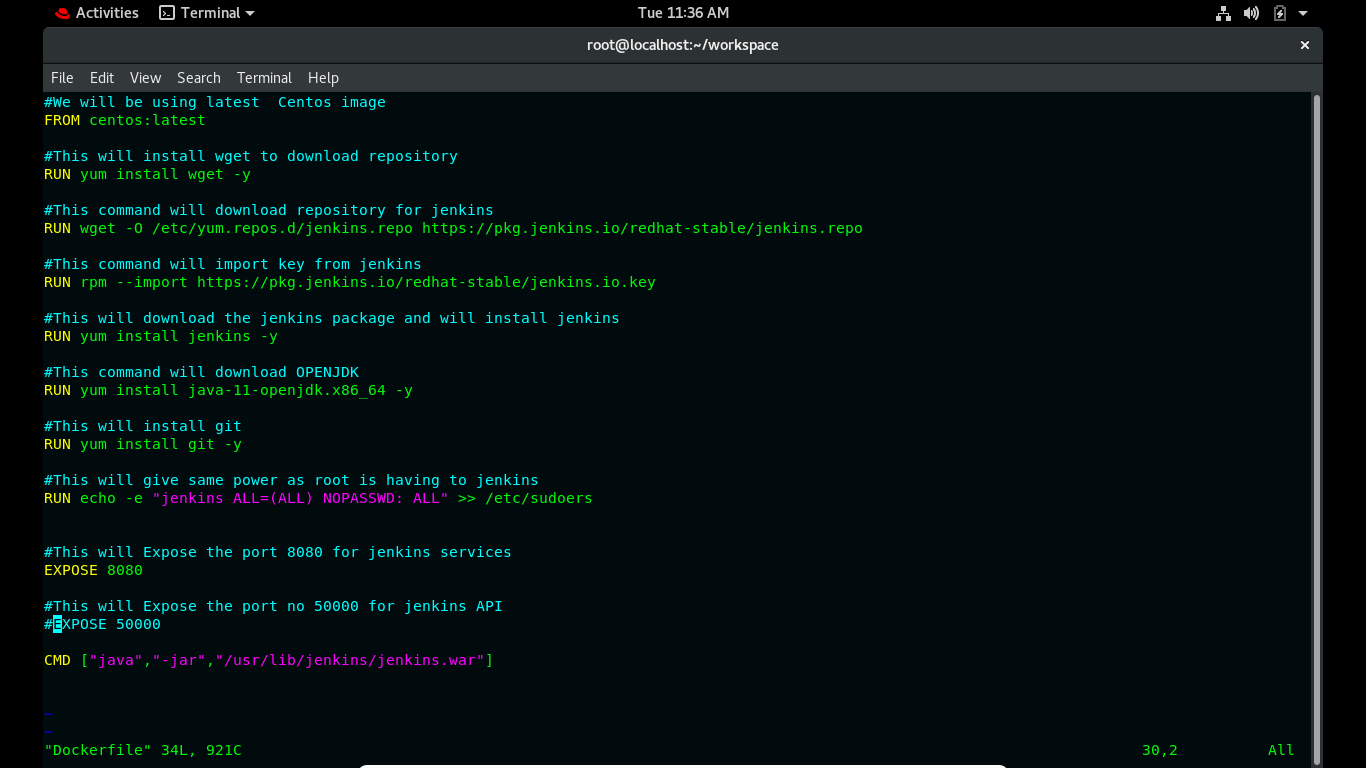 Activities Terminal Tue 11:36 AM
root@localhost:~/workspace ×
File Edit View Search Terminal Help
#We will be using latest  Centos image
FROM centos:latest
#This will install wget to download repository
RUN yum install wget -y
#This command will download repository for jenkins
RUN wget -O /etc/yum.repos.d/jenkins.repo https://pkg.jenkins.io/redhat-stable/jenkins.repo
#This command will import key from jenkins
RUN rpm --import https://pkg.jenkins.io/redhat-stable/jenkins.io.key
#This will download the jenkins package and will install jenkins
RUN yum install jenkins -y
#This command will download OPENJDK
RUN yum install java-11-openjdk.x86_64 -y
#This will install git
RUN yum install git -y
#This will give same power as root is having to jenkins
RUN echo -e "jenkins ALL=(ALL) NOPASSWD: ALL" >> /etc/sudoers
#This will Expose the port 8080 for jenkins services
EXPOSE 8080
#This will Expose the port no 50000 for jenkins API
#EXPOSE 50000
CMD ["java","-jar","/usr/lib/jenkins/jenkins.war"]
~
~
"Dockerfile" 34L, 921C 30,2 All